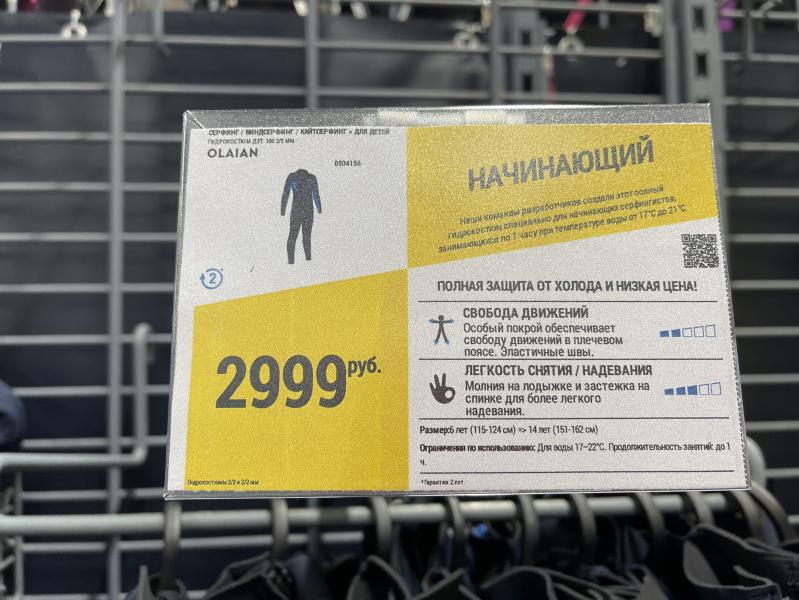 СЕРФИНГ / ВИНДСЕРФИНГ / КАЙТСЕРФИНГ > ДЛЯ ДЕТЕЙ
ГИДРОКОСТЮМ ДЕТ. 100 2/2 ММ
OLAIAN
8504156
2
2999 руб.
Гидрокостюмы 2/2 и 3/2 мм
НАЧИНАЮЩИЙ
Наши команды разработчиков создали этот полный
гидрокостюм специально для начинающих серфингистов,
занимающихся по 1 часу при температуре воды от 17°C до 21°C.
ПОЛНАЯ ЗАЩИТА ОТ ХОЛОДА И НИЗКАЯ ЦЕНА!
СВОБОДА ДВИЖЕНИЙ
Особый покрой обеспечивает
свободу движений в плечевом
поясе. Эластичные швы.
ЛЕГКОСТЬ СНЯТИЯ / НАДЕВАНИЯ
Молния на лодыжке и застежка на
спинке для более легкого
надевания.
Размер:6 лет (115-124 см) => 14 лет (151-162 см)
Ограничения по использованию: Для воды 17–22°C. Продолжительность занятий: до 1
ч.
* Гарантия: 2 лет.